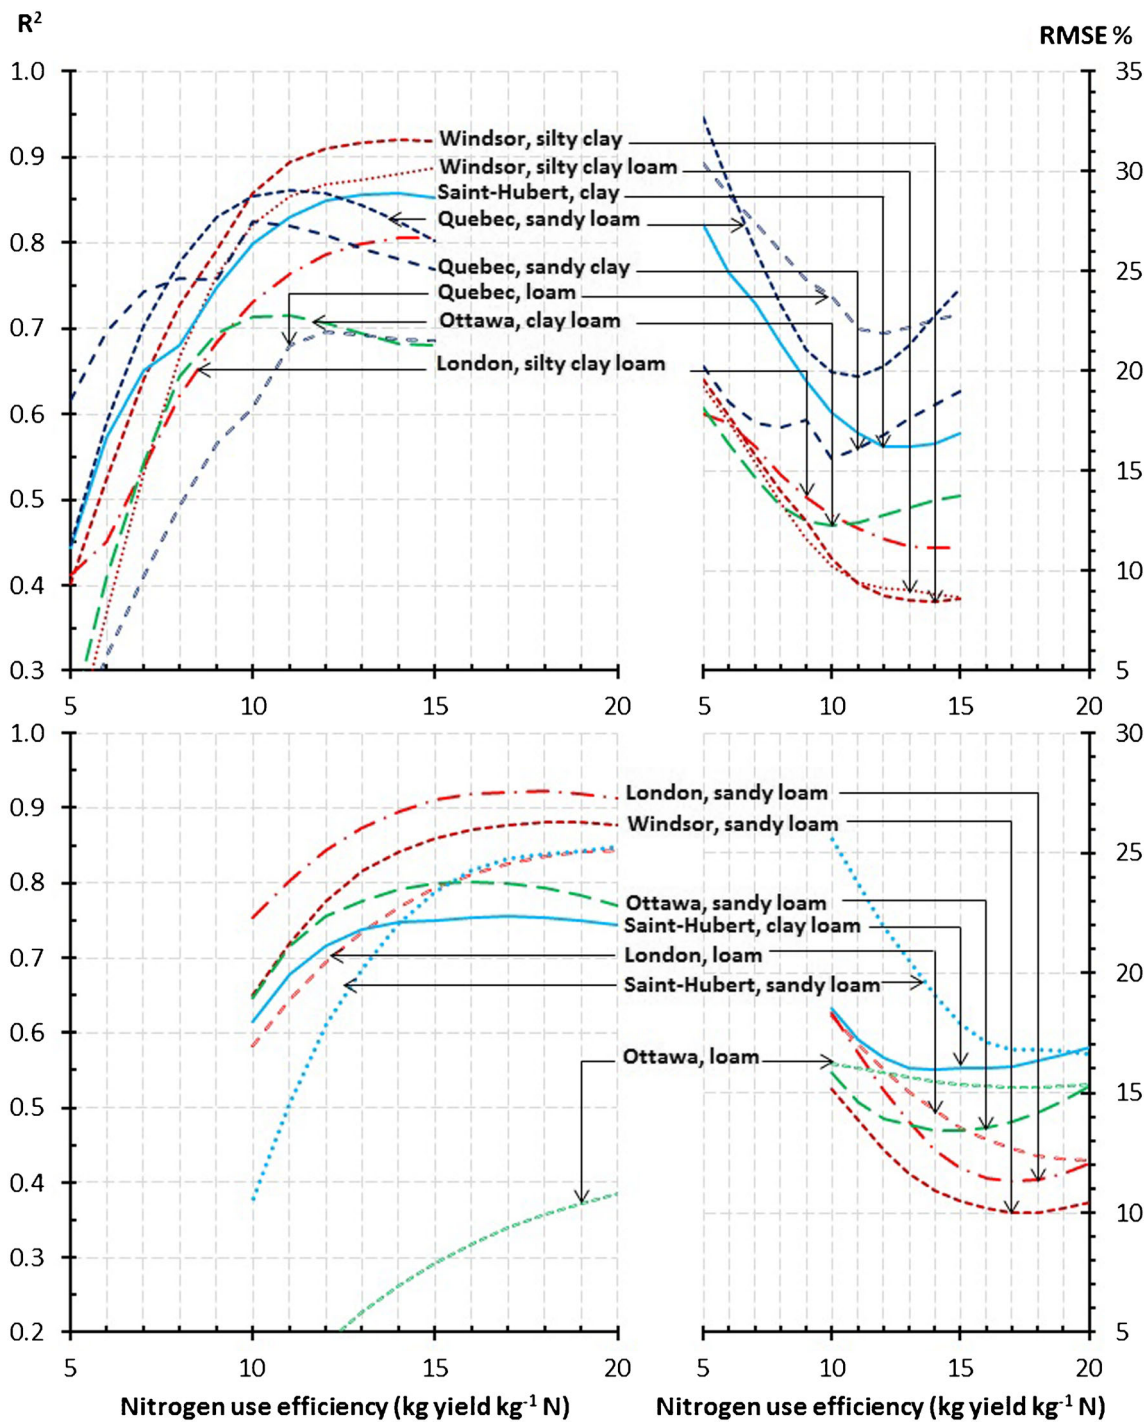 R²
RMSE %
1.0
0.9
0.8
0.7
0.6
0.5
0.4
0.3
35
30
25
20
15
10
5
Windsor, silty clay
Windsor, silty clay loam
Saint-Hubert, clay
Quebec, sandy loam
Quebec, sandy clay
Quebec, loam
Ottawa, clay loam
London, silty clay loam
5 10 15 20
5 10 15 20
1.0
0.9
0.8
0.7
0.6
0.5
0.4
0.3
0.2
30
25
20
15
10
5
London, sandy loam
Windsor, sandy loam
Ottawa, sandy loam
Saint-Hubert, clay loam
London, loam
Saint-Hubert, sandy loam
Ottawa, loam
5 10 15 20
5 10 15 20
Nitrogen use efficiency (kg yield kg⁻¹ N)
Nitrogen use efficiency (kg yield kg⁻¹ N)